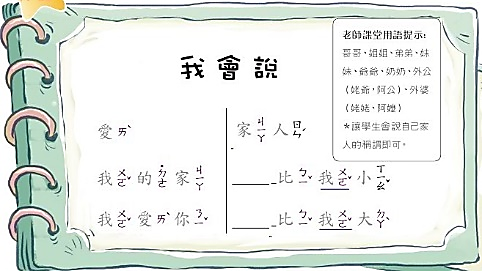 我會說
愛ㄞˋ
我ㄨㄛˇ的˙ㄉㄜ家ㄐㄧㄚ
我ㄨㄛˇ愛ㄞˋ你ㄋㄧˇ
家ㄐㄧㄚ人ㄖㄣˊ
____比ㄅㄧˇ我ㄨㄛˇ小ㄒㄧㄠˇ
____比ㄅㄧˇ我ㄨㄛˇ大ㄉㄚˋ
老師課堂用語提示:
哥哥、姐姐、弟弟、妹
妹、爺爺、奶奶、外公
(姥爺、阿公)、外婆
(姥姥、阿嬤)
*讓學生會說自己家
人的稱謂即可。